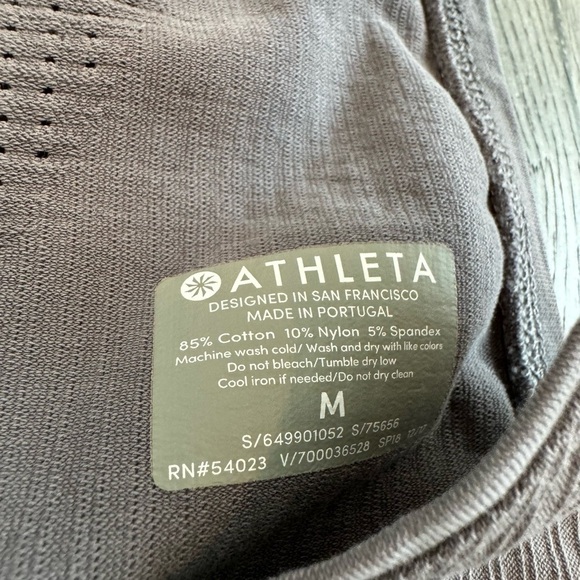 ATHLETA
DESIGNED IN SAN FRANCISCO
MADE IN PORTUGAL
85% Cotton 10% Nylon 5% Spandex
Machine wash cold/ Wash and dry with like colors
Do not bleach/Tumble dry low
Cool iron if needed/Do not dry clean
M
S/649901052 S/75656
RN#54023 V/700036528 SP18